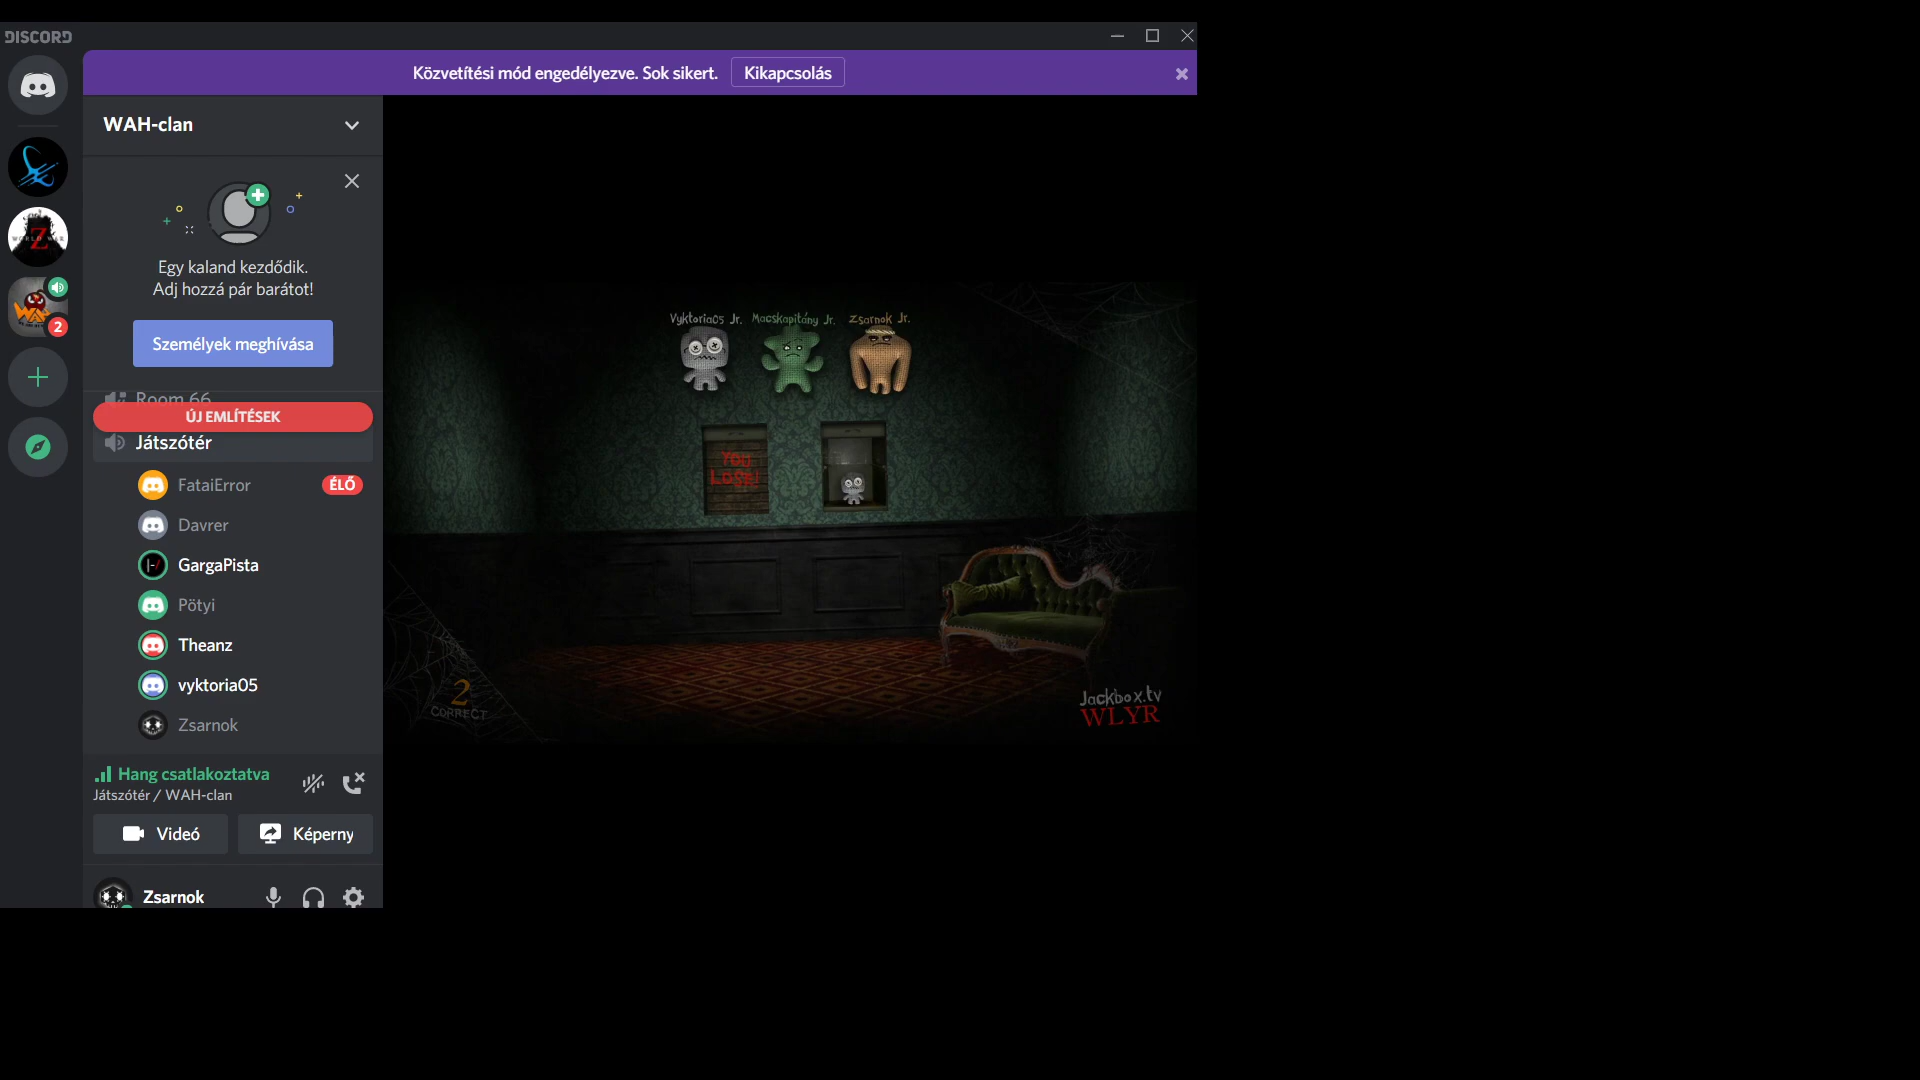 DISCORD
Közvetítési mód engedélyezve. Sok sikert.
Kikapcsolás
WAH-clan
Egy kaland kezdődik.
Adj hozzá pár barátot!
Személyek meghívása
Room 66
ÚJ EMLÍTÉSEK
Játszótér
FataiError
ÉLŐ
Davrer
GargaPista
Pötyi
Theanz
vyktoria05
Zsarnok
Hang csatlakoztatva
Játszótér / WAH-clan
Videó
Képerny
Zsarnok
2
Vyktoria05 Jr.
Macskapitány Jr.
Zsarnok Jr.
YOU
LOSE!
2
CORRECT
Jackbox.tv
WLYR